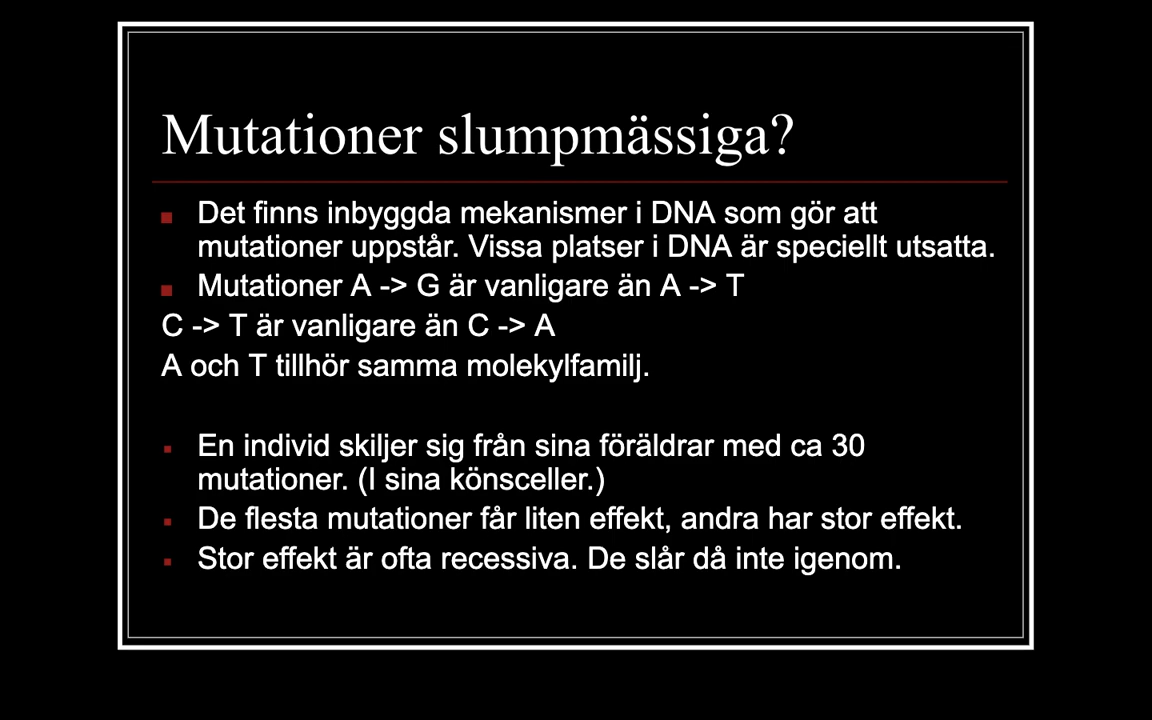 Mutationer slumpmässiga?
Det finns inbyggda mekanismer i DNA som gör att
mutationer uppstår. Vissa platser i DNA är speciellt utsatta.
Mutationer A -> G är vanligare än A -> T
C -> T är vanligare än C -> A
A och T tillhör samma molekylfamilj.
En individ skiljer sig från sina föräldrar med ca 30
mutationer. (I sina könsceller.)
De flesta mutationer får liten effekt, andra har stor effekt.
Stor effekt är ofta recessiva. De slår då inte igenom.